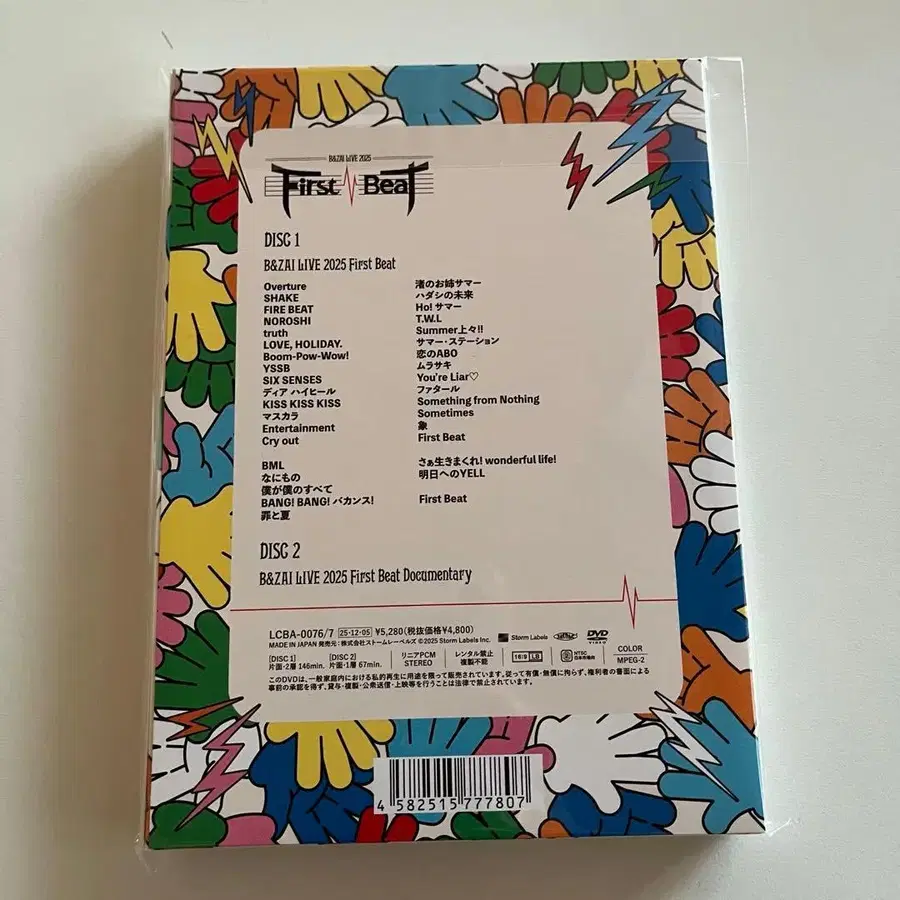 B&ZAI LIVE 2025
First Beat
DISC 1
B&ZAI LIVE 2025 First Beat
Overture
SHAKE
FIRE BEAT
NOROSHI
truth
LOVE, HOLIDAY.
Boom-Pow-Wow!
YSSB
SIX SENSES
ディア ハイヒール
KISS KISS KISS
マスカラ
Entertainment
Cry out
BML
なにもの
僕が僕のすべて
BANG! BANG! バカンス!
罪と夏
渚のお姉サマー
ハダシの未来
Ho! サマー
T.W.L
Summer上々!!
サマー・ステーション
恋のABO
ムラサキ
You're Liar♡
ファタール
Something from Nothing
Sometimes
象
First Beat
さぁ生きまくれ! wonderful life!
明日へのYELL
First Beat
DISC 2
B&ZAI LIVE 2025 First Beat Documentary
LCBA-0076/7 25・12・05 ¥5,280(税抜価格¥4,800)
MADE IN JAPAN 発売元:株式会社ストームレーベルズ ©2025 Storm Labels Inc.
Storm Labels
DVD
VIDEO
[DISC 1]
片面・2層 146min.
[DISC 2]
片面・1層 67min.
リニアPCM
STEREO
レンタル禁止
複製不能
16:9 LB
2
NTSC
日本市場向
COLOR
MPEG-2
このDVDは、一般家庭内における私的再生に用途を限って販売されています。従って有償・無償に拘らず、権利者の書面による
事前の承認を得ず、貸与・複製・公衆送信・上映等を行うことは法律で禁止されています。
4 582515 777807